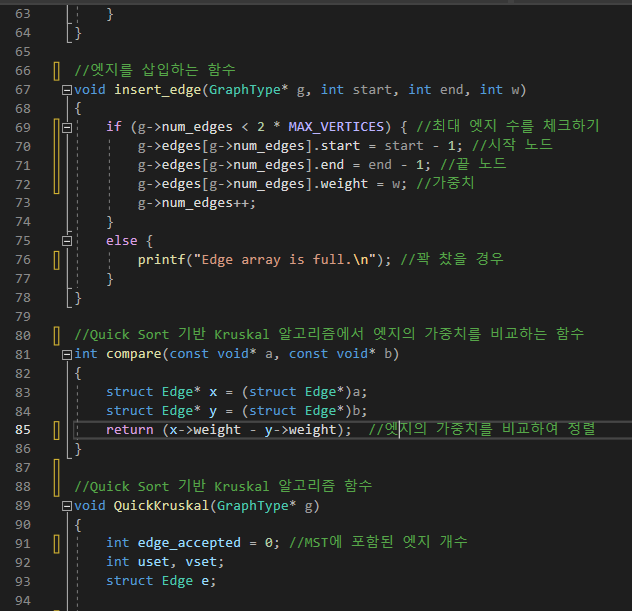 63 }
64 }
65
66 //엣지를 삽입하는 함수
67 void insert_edge(GraphType* g, int start, int end, int w)
68 {
69 if (g->num_edges < 2 * MAX_VERTICES) { //최대 엣지 수를 체크하기
70 g->edges[g->num_edges].start = start - 1; //시작 노드
71 g->edges[g->num_edges].end = end - 1; //끝 노드
72 g->edges[g->num_edges].weight = w; //가중치
73 g->num_edges++;
74 }
75 else {
76 printf("Edge array is full.\n"); //꽉 찼을 경우
77 }
78 }
79
80 //Quick Sort 기반 Kruskal 알고리즘에서 엣지의 가중치를 비교하는 함수
81 int compare(const void* a, const void* b)
82 {
83 struct Edge* x = (struct Edge*)a;
84 struct Edge* y = (struct Edge*)b;
85 return (x->weight - y->weight); //엣지의 가중치를 비교하여 정렬
86 }
87
88 //Quick Sort 기반 Kruskal 알고리즘 함수
89 void QuickKruskal(GraphType* g)
90 {
91 int edge_accepted = 0; //MST에 포함된 엣지 개수
92 int uset, vset;
93 struct Edge e;
94